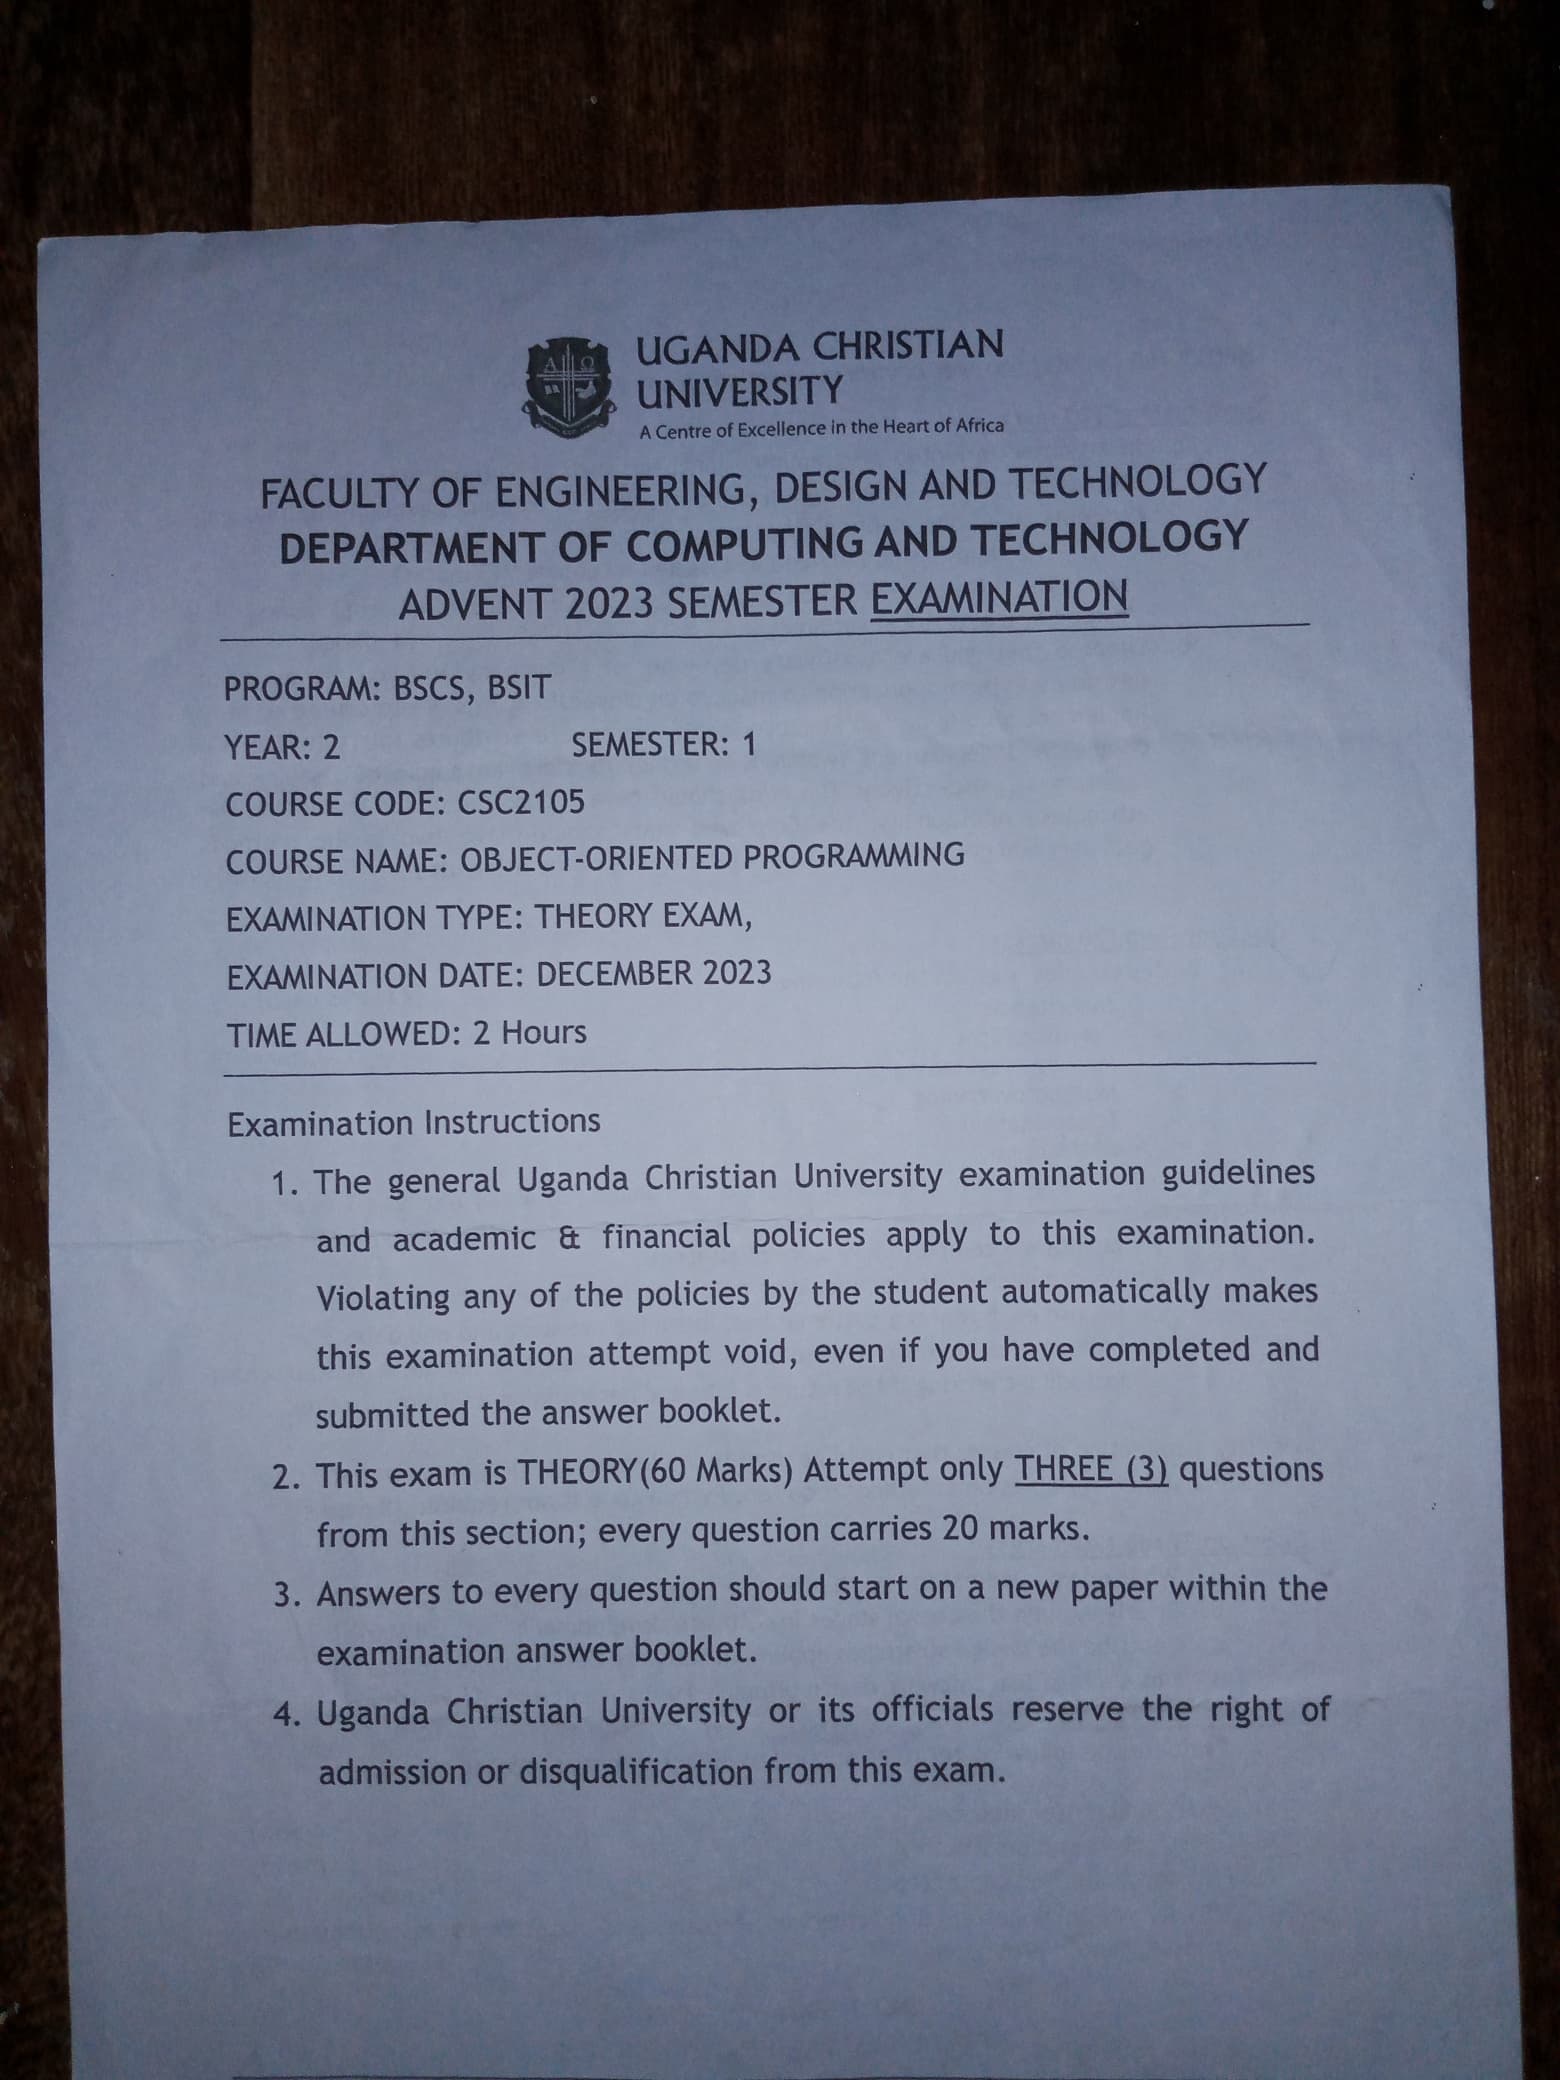 UGANDA CHRISTIAN
UNIVERSITY
A Centre of Excellence in the Heart of Africa
FACULTY OF ENGINEERING, DESIGN AND TECHNOLOGY
DEPARTMENT OF COMPUTING AND TECHNOLOGY
ADVENT 2023 SEMESTER EXAMINATION
PROGRAM: BSCS, BSIT
YEAR: 2 SEMESTER: 1
COURSE CODE: CSC2105
COURSE NAME: OBJECT-ORIENTED PROGRAMMING
EXAMINATION TYPE: THEORY EXAM,
EXAMINATION DATE: DECEMBER 2023
TIME ALLOWED: 2 Hours
Examination Instructions
1. The general Uganda Christian University examination guidelines
and academic & financial policies apply to this examination.
Violating any of the policies by the student automatically makes
this examination attempt void, even if you have completed and
submitted the answer booklet.
2. This exam is THEORY(60 Marks) Attempt only THREE (3) questions
from this section; every question carries 20 marks.
3. Answers to every question should start on a new paper within the
examination answer booklet.
4. Uganda Christian University or its officials reserve the right of
admission or disqualification from this exam.